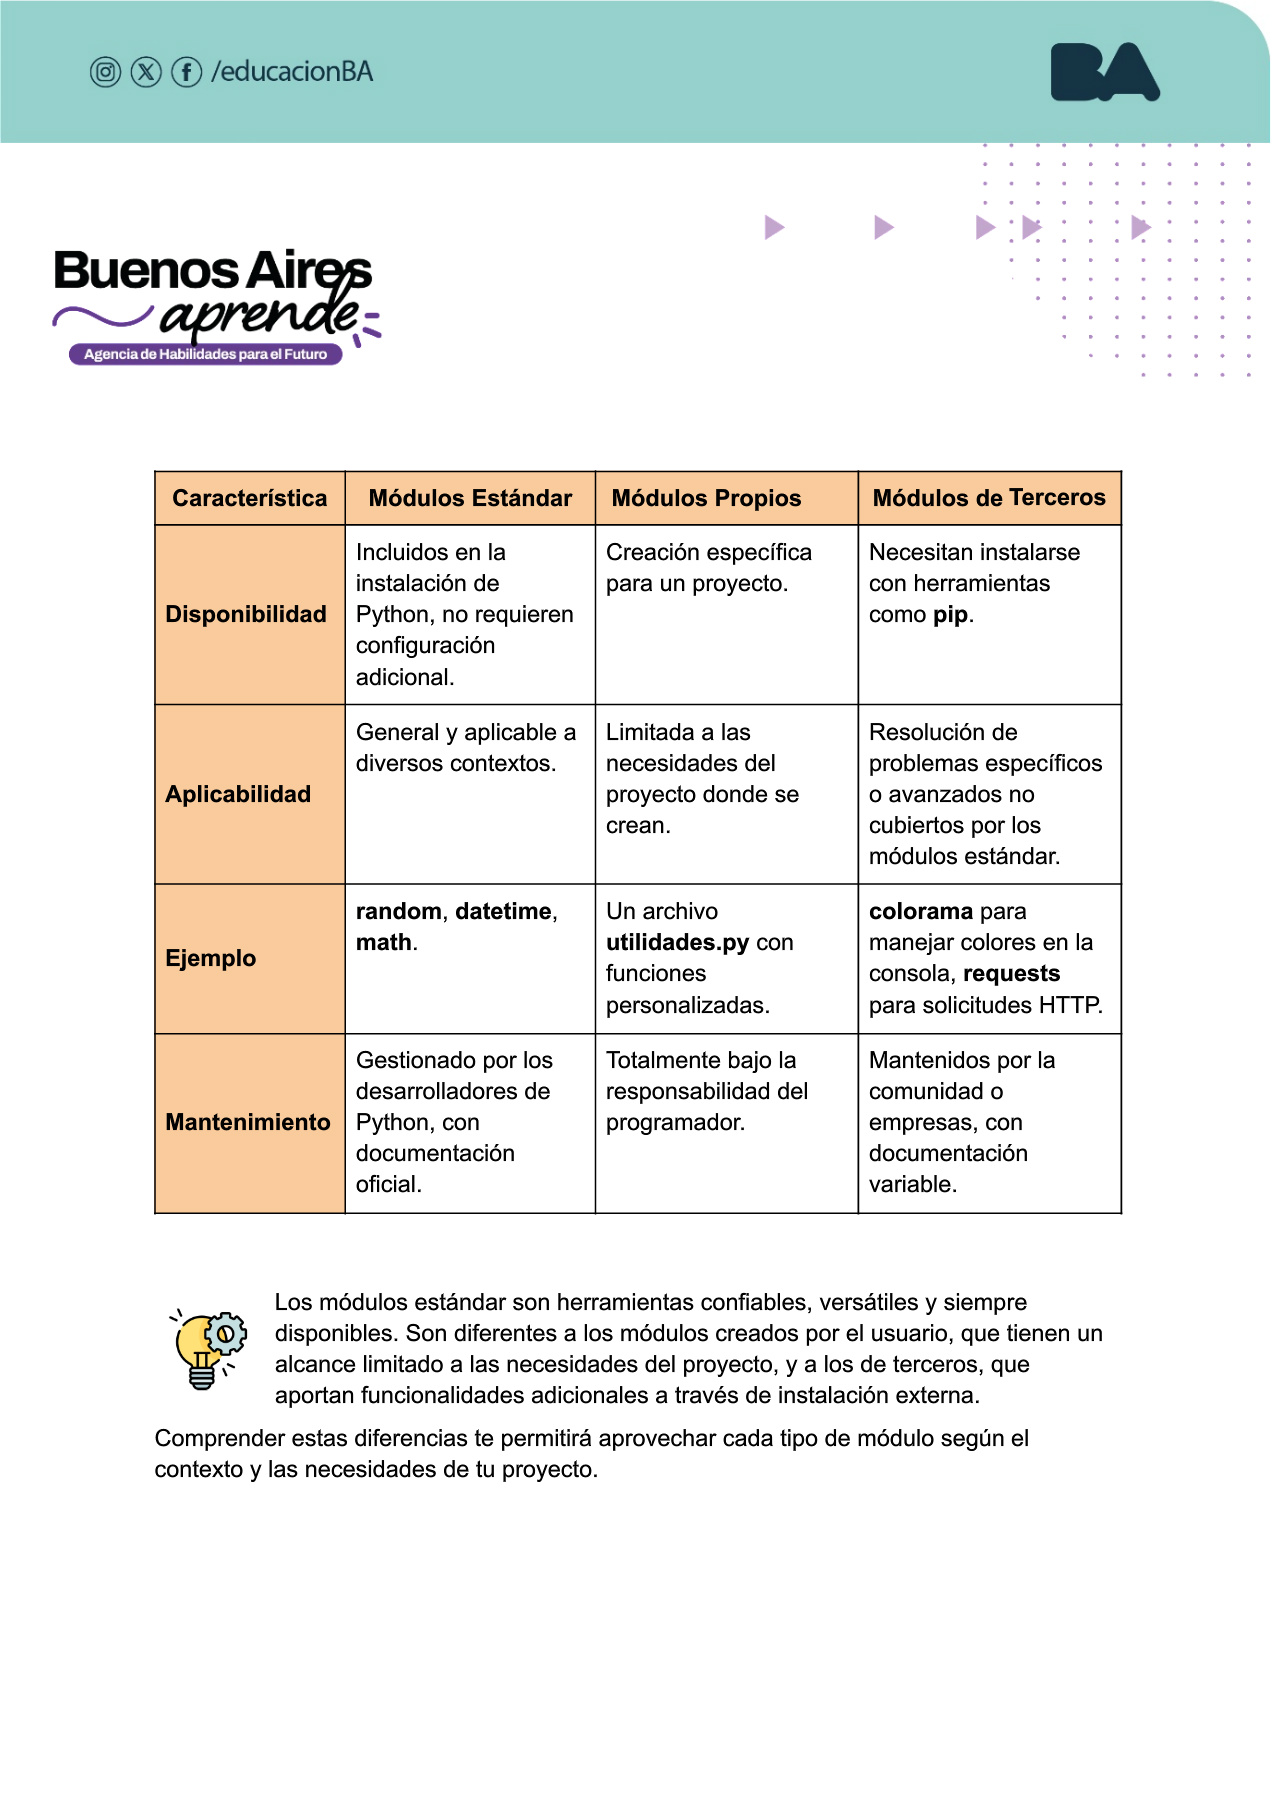 /educacionBA
BA
Buenos Aires
aprende
Agencia de Habilidades para el Futuro
Característica Módulos Estándar Módulos Propios Módulos de Terceros
Disponibilidad
Incluidos en la
instalación de
Python, no requieren
configuración
adicional.
Creación específica
para un proyecto.
Necesitan instalarse
con herramientas
como pip.
Aplicabilidad
General y aplicable a
diversos contextos.
Limitada a las
necesidades del
proyecto donde se
crean.
Resolución de
problemas específicos
o avanzados no
cubiertos por los
módulos estándar.
Ejemplo
random, datetime,
math.
Un archivo
utilidades.py con
funciones
personalizadas.
colorama para
manejar colores en la
consola, requests
para solicitudes HTTP.
Mantenimiento
Gestionado por los
desarrolladores de
Python, con
documentación
oficial.
Totalmente bajo la
responsabilidad del
programador.
Mantenidos por la
comunidad o
empresas, con
documentación
variable.
Los módulos estándar son herramientas confiables, versátiles y siempre
disponibles. Son diferentes a los módulos creados por el usuario, que tienen un
alcance limitado a las necesidades del proyecto, y a los de terceros, que
aportan funcionalidades adicionales a través de instalación externa.
Comprender estas diferencias te permitirá aprovechar cada tipo de módulo según el
contexto y las necesidades de tu proyecto.